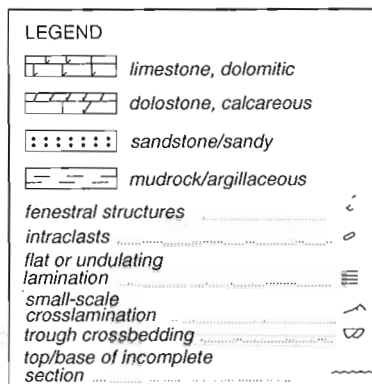 LEGEND
limestone, dolomitic
dolostone, calcareous
sandstone/sandy
mudrock/argillaceous
fenestral structures
intraclasts
flat or undulating
lamination
small-scale
crosslamination
trough crossbedding
top/base of incomplete
section